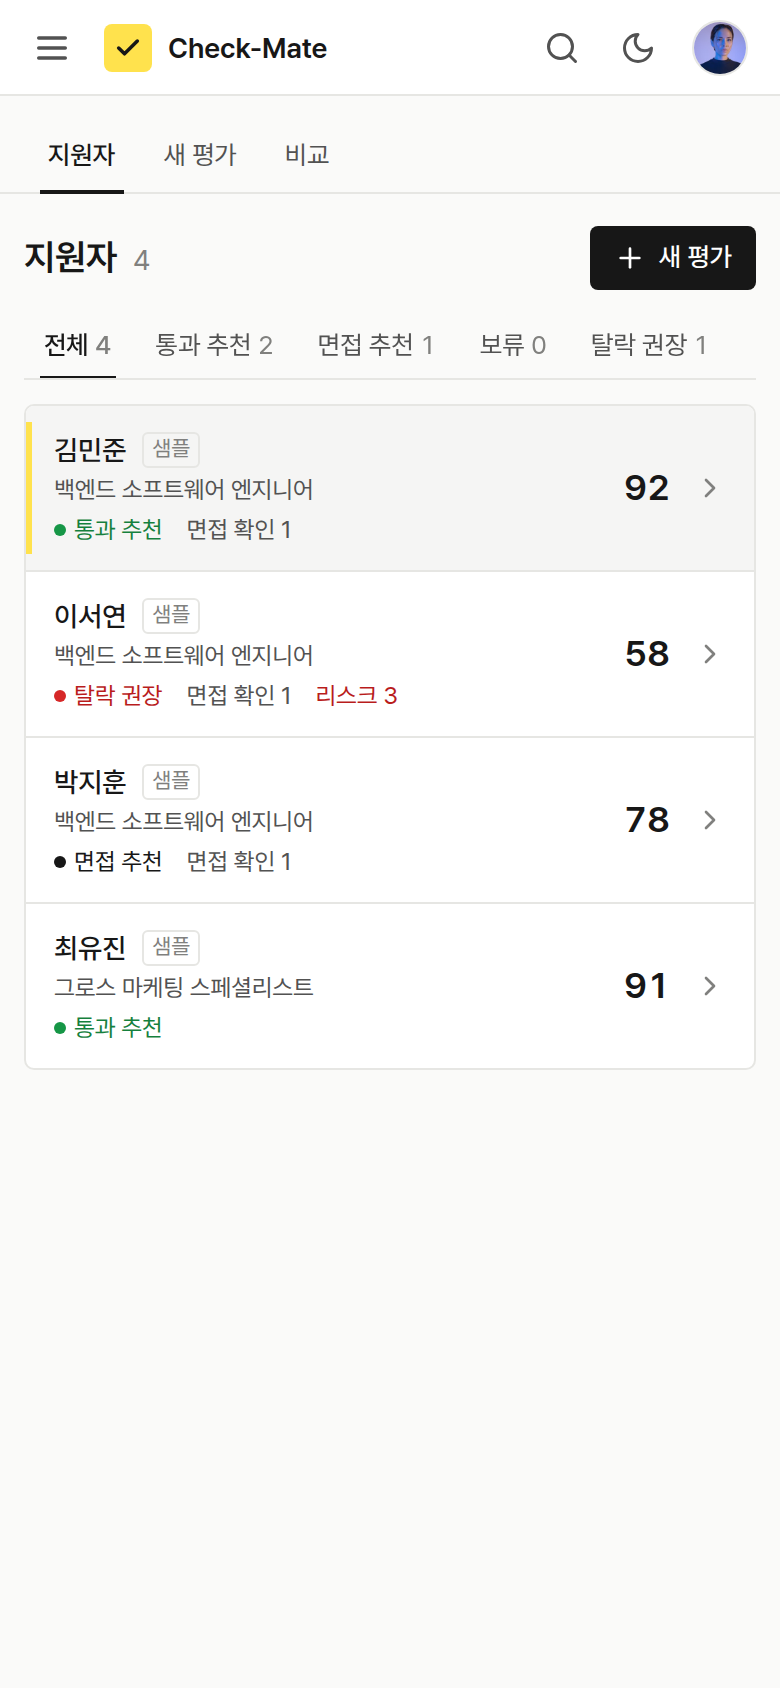 Check-Mate
지원자 새 평가 비교
지원자 4
새 평가
전체 4 통과 추천 2 면접 추천 1 보류 0 탈락 권장 1
김민준 샘플
백엔드 소프트웨어 엔지니어
92
통과 추천 면접 확인 1
이서연 샘플
백엔드 소프트웨어 엔지니어
58
탈락 권장 면접 확인 1 리스크 3
박지훈 샘플
백엔드 소프트웨어 엔지니어
78
면접 추천 면접 확인 1
최유진 샘플
그로스 마케팅 스페셜리스트
91
통과 추천